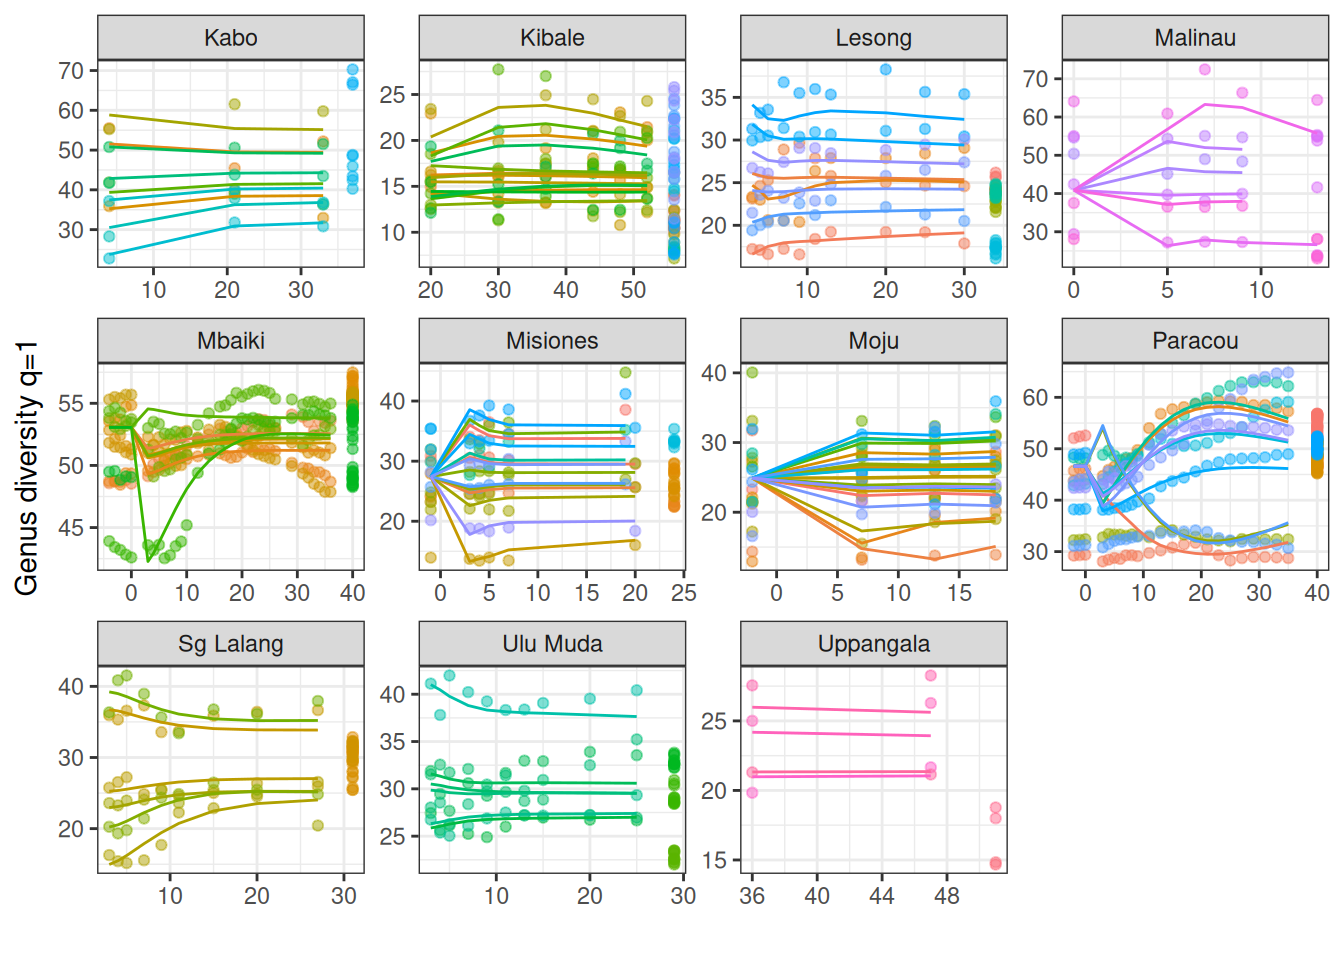 Kabo Kibale Lesong Malinau
70
60
50
40
30
25
20
15
10
35
30
25
20
70
60
50
40
30
10 20 30
20 30 40 50
10 20 30
0 5 10
Genus diversity q=1
Mbaiki Misiones Moju Paracou
55
50
45
40
30
20
40
30
20
60
50
40
30
0 10 20 30 40
0 5 10 15 20 25
0 5 10 15
0 10 20 30 40
Sg Lalang Ulu Muda Uppangala
40
30
20
40
35
30
25
25
20
15
10 20 30
10 20 30
36 40 44 48